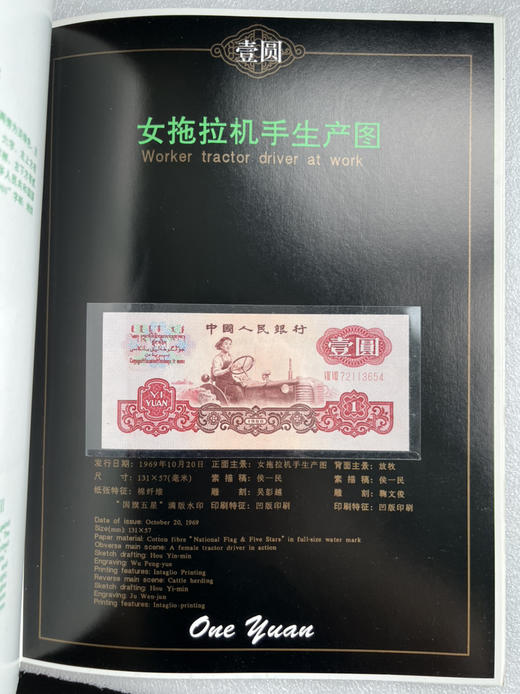 壹圆
女拖拉机手生产图
Worker tractor driver at work
中國人民銀行
壹圓
VII VIII 72113654
YI
YUAN
1
1960
发行日期：1969年10月20日 正面主景：女拖拉机手生产图 背面主景：放牧
尺 寸：131×57(毫米) 素 描 稿：侯一民 素 描 稿：侯一民
纸张特征：棉纤维 雕 刻：吴彭越 雕 刻：鞠文俊
“国旗五星”满版水印 印刷特征：凹版印刷 印刷特征：凹版印刷
Date of issue: October 20, 1969
Size(mm) 131×57
Paper material: Cotton fibre "National Flag & Five Stars" in full-size water mark
Obverse main scene: A female tractor driver in action
Sketch drafting: Hou Yin-min
Engraving: Wu Peng-yue
Printing features: Intaglio Printing
Reverse main scene: Cattle herding
Sketch drafting: Hou Yi-min
Engraving: Ju Wen-jun
Printing features: Intaglio-printing
One Yuan